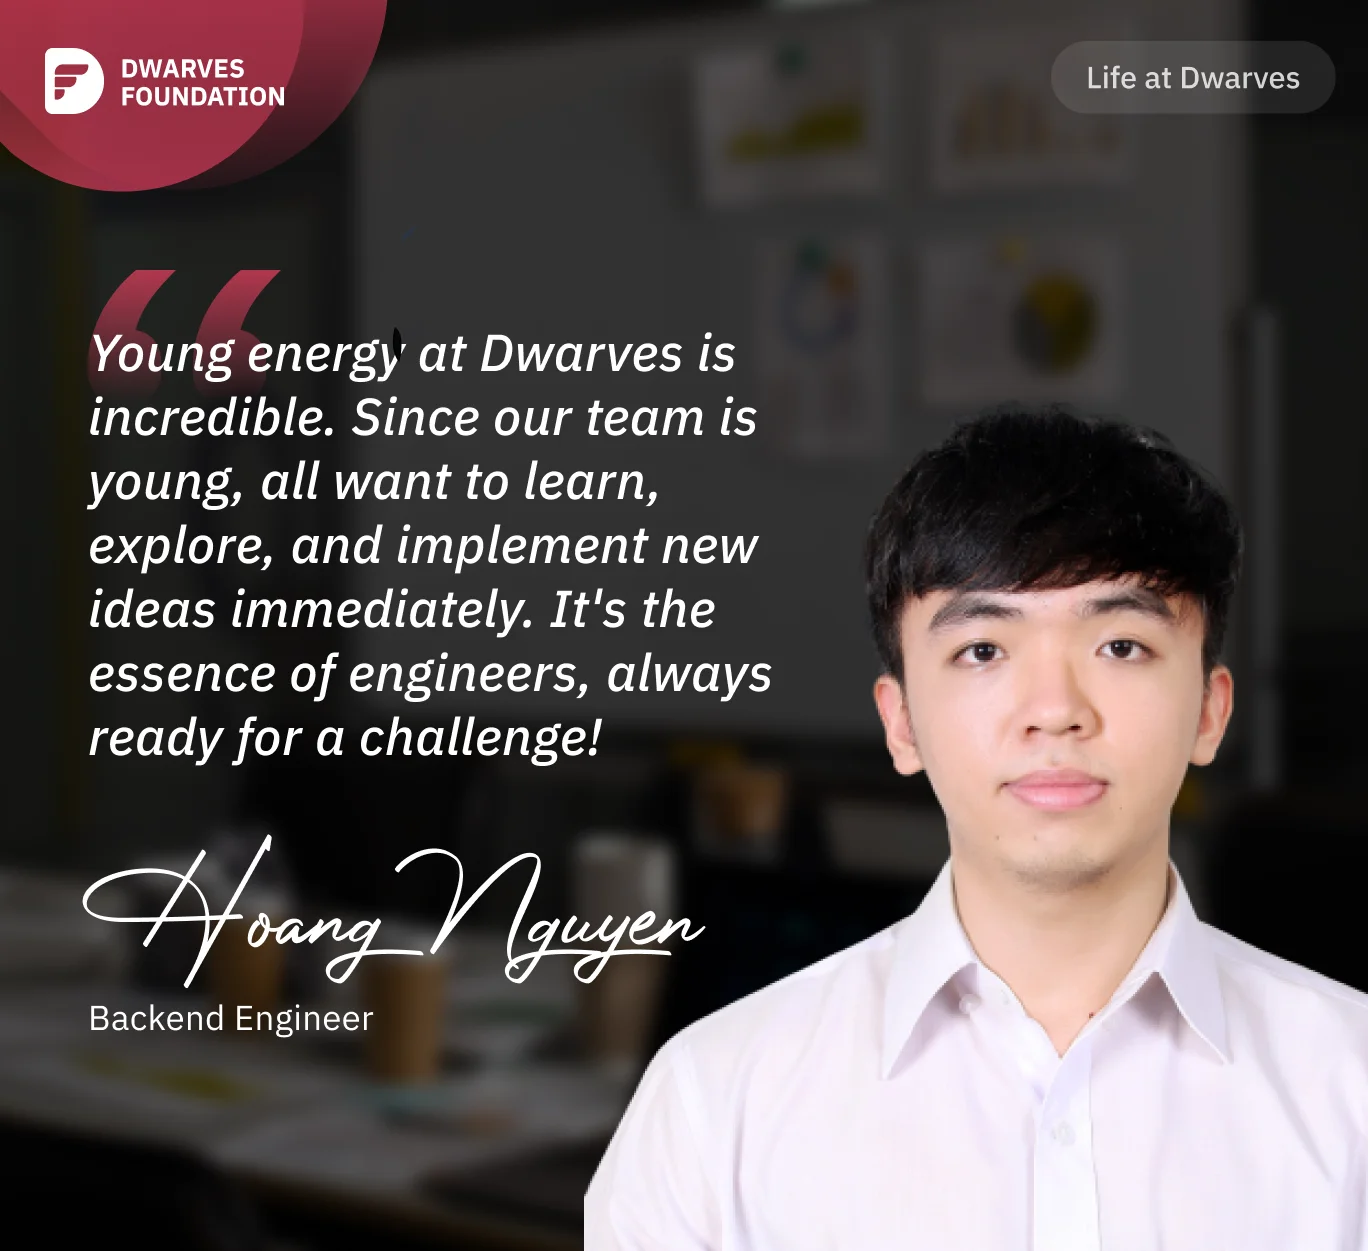 DWARVES
FOUNDATION
Life at Dwarves
Young energy at Dwarves is
incredible. Since our team is
young, all want to learn,
explore, and implement new
ideas immediately. It's the
essence of engineers, always
ready for a challenge!
Hoang Nguyen
Backend Engineer